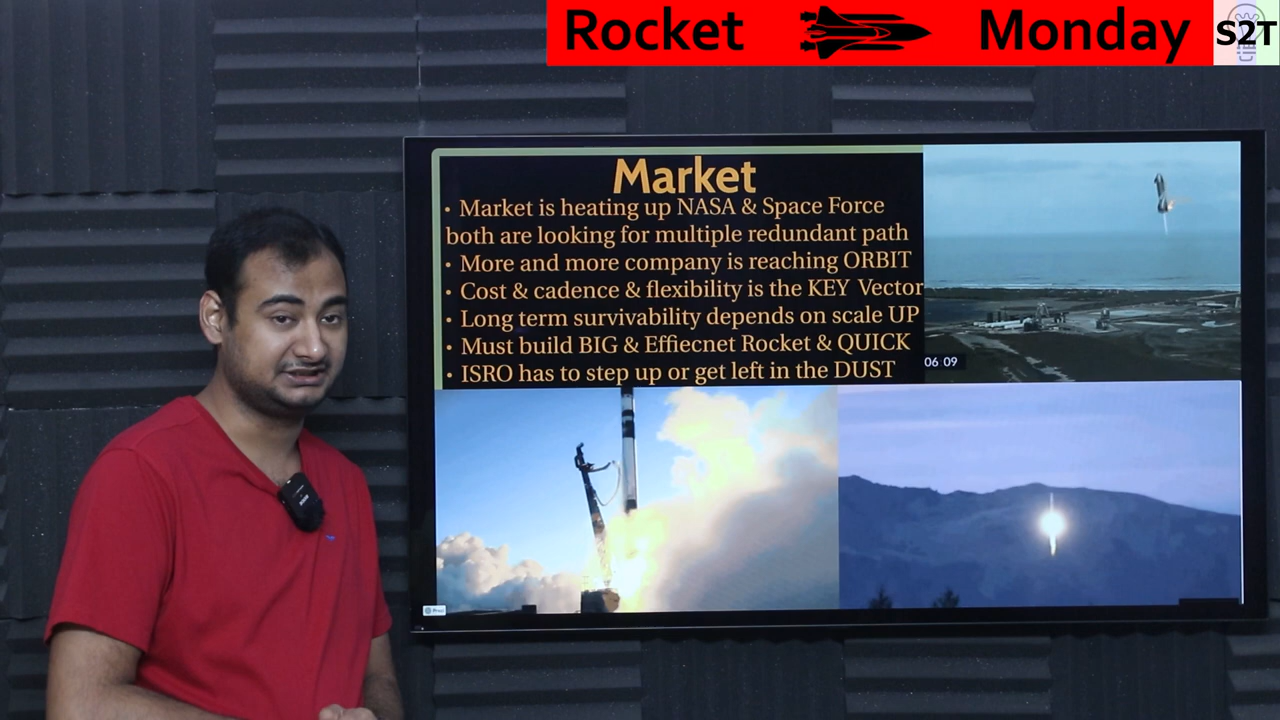 Rocket Monday S2T
Market
• Market is heating up NASA & Space Force
both are looking for multiple redundant path
• More and more company is reaching ORBIT
• Cost & cadence & flexibility is the KEY Vector
• Long term survivability depends on scale UP
• Must build BIG & Effiecnet Rocket & QUICK
• ISRO has to step up or get left in the DUST
06 09